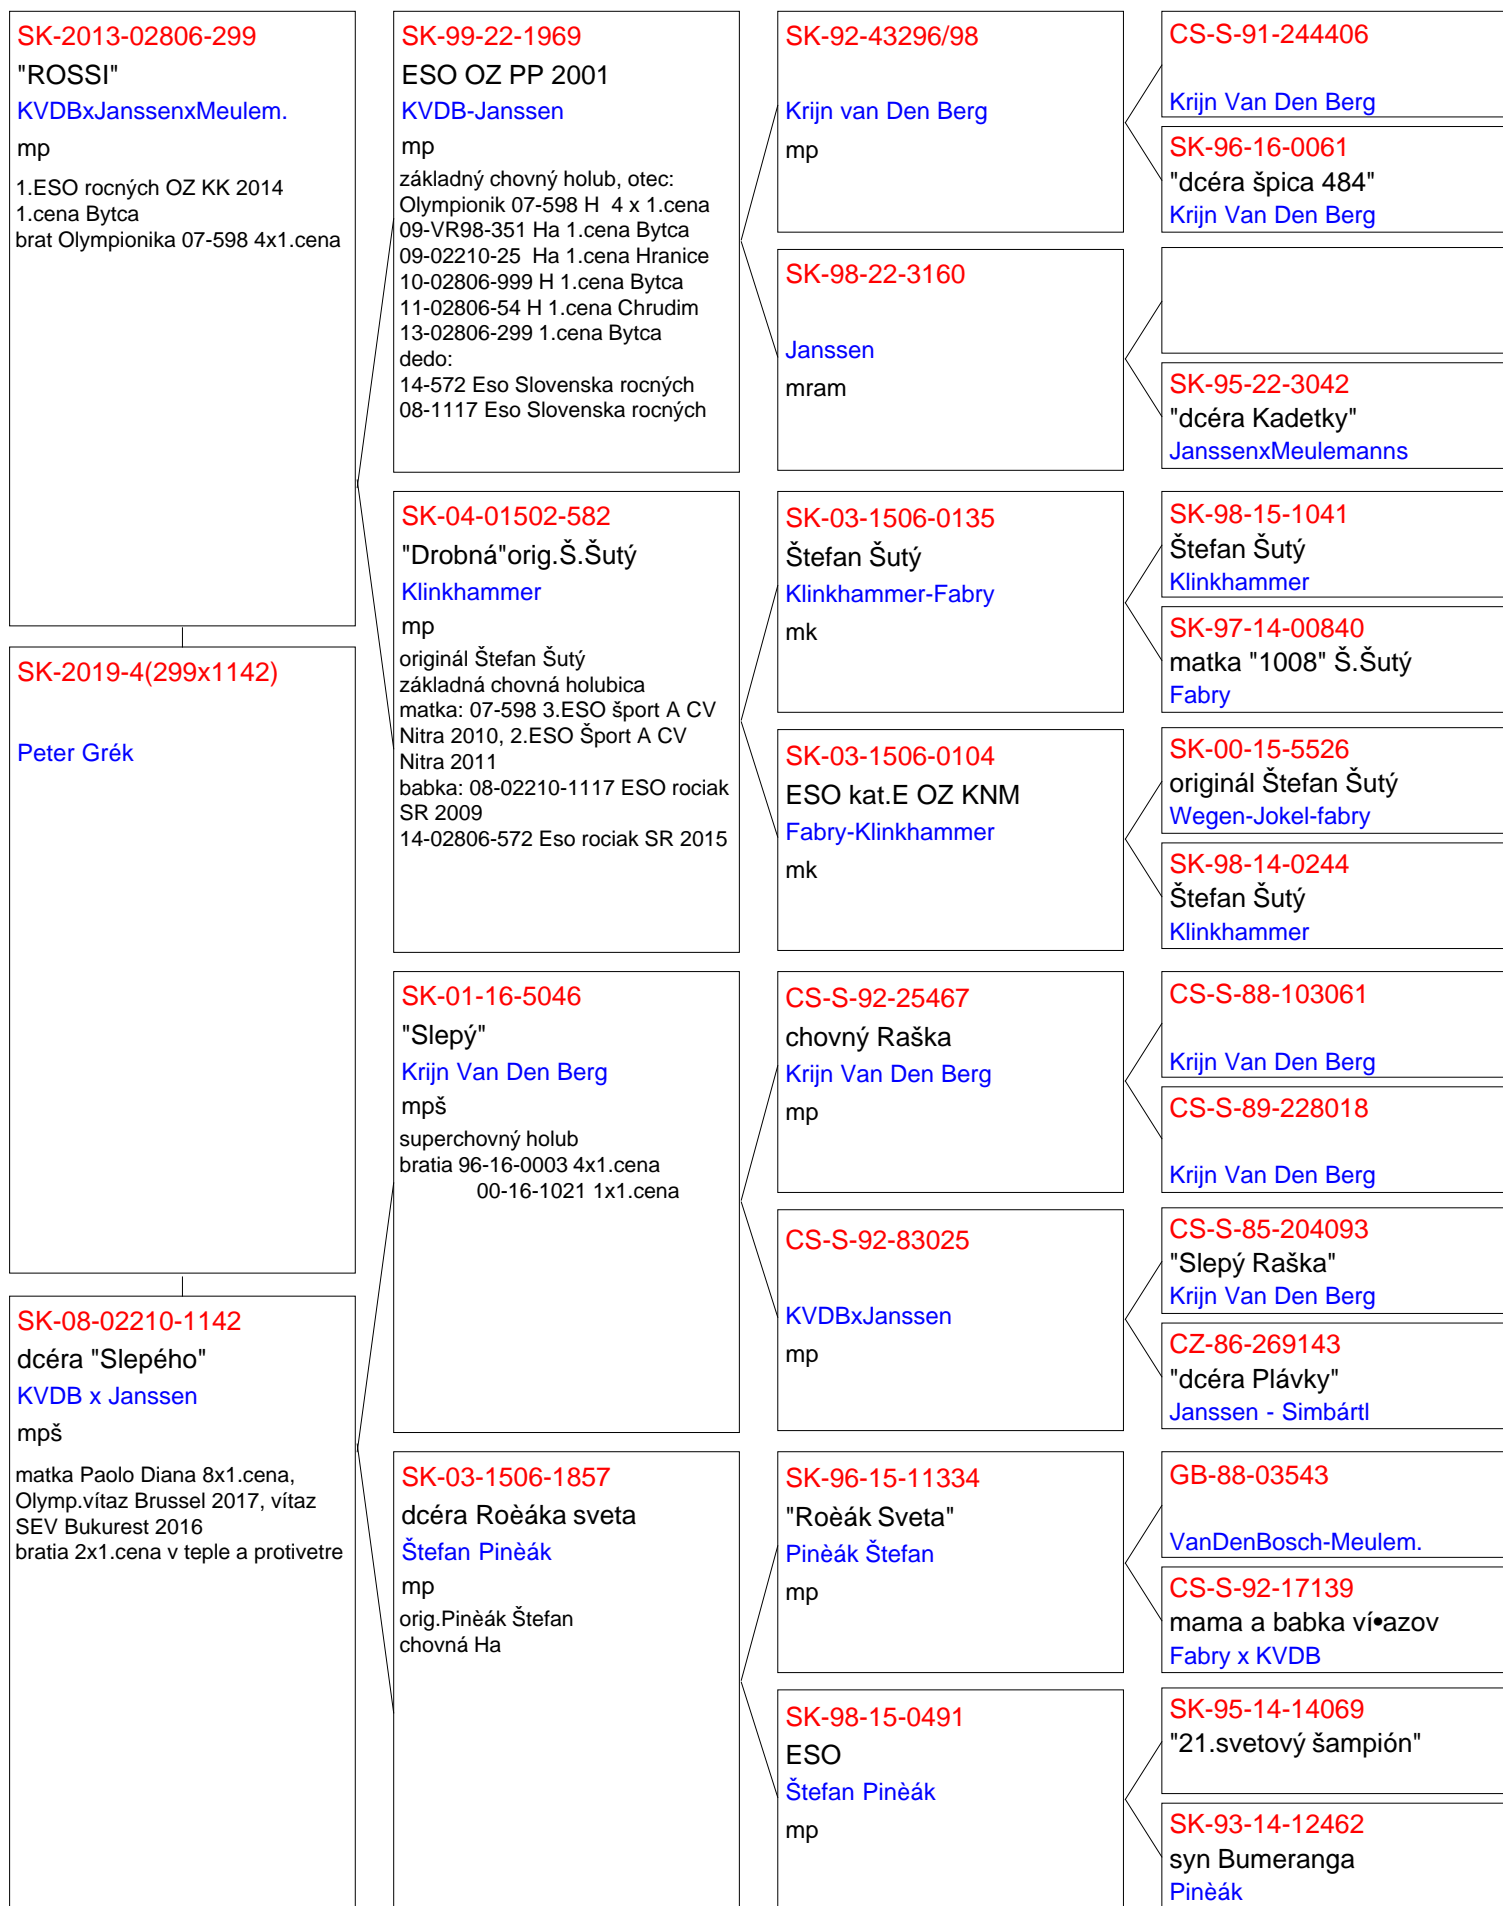 SK-2013-02806-299
"ROSSI"
KVDBxJanssenxMeulem.
mp
1.ESO rocných OZ KK 2014
1.cena Bytca
brat Olympionika 07-598 4x1.cena
SK-2019-4(299x1142)
Peter Grék
SK-08-02210-1142
dcéra "Slepého"
KVDB x Janssen
mpš
matka Paolo Diana 8x1.cena,
Olymp.vítaz Brussel 2017, vítaz
SEV Bukurest 2016
bratia 2x1.cena v teple a protivetre
SK-99-22-1969
ESO OZ PP 2001
KVDB-Janssen
mp
základný chovný holub, otec:
Olympionik 07-598 H  4 x 1.cena
09-VR98-351 Ha 1.cena Bytca
09-02210-25  Ha 1.cena Hranice
10-02806-999 H 1.cena Bytca
11-02806-54 H 1.cena Chrudim
13-02806-299 1.cena Bytca
dedo:
14-572 Eso Slovenska rocných
08-1117 Eso Slovenska rocných
SK-04-01502-582
"Drobná"orig.Š.Šutý
Klinkhammer
mp
originál Štefan Šutý
základná chovná holubica
matka: 07-598 3.ESO šport A CV
Nitra 2010, 2.ESO Šport A CV
Nitra 2011
babka: 08-02210-1117 ESO rociak
SR 2009
14-02806-572 Eso rociak SR 2015
SK-01-16-5046
"Slepý"
Krijn Van Den Berg
mpš
superchovný holub
bratia 96-16-0003 4x1.cena
00-16-1021 1x1.cena
SK-03-1506-1857
dcéra Roèáka sveta
Štefan Pinèák
mp
orig.Pinèák Štefan
chovná Ha
SK-92-43296/98
Krijn van Den Berg
mp
SK-98-22-3160
Janssen
mram
SK-03-1506-0135
Štefan Šutý
Klinkhammer-Fabry
mk
SK-03-1506-0104
ESO kat.E OZ KNM
Fabry-Klinkhammer
mk
CS-S-92-25467
chovný Raška
Krijn Van Den Berg
mp
CS-S-92-83025
KVDBxJanssen
mp
SK-96-15-11334
"Roèák Sveta"
Pinèák Štefan
mp
SK-98-15-0491
ESO
Štefan Pinèák
mp
CS-S-91-244406
Krijn Van Den Berg
SK-96-16-0061
"dcéra špica 484"
Krijn Van Den Berg
SK-95-22-3042
"dcéra Kadetky"
JanssenxMeulemanns
SK-98-15-1041
Štefan Šutý
Klinkhammer
SK-97-14-00840
matka "1008" Š.Šutý
Fabry
SK-00-15-5526
originál Štefan Šutý
Wegen-Jokel-fabry
SK-98-14-0244
Štefan Šutý
Klinkhammer
CS-S-88-103061
Krijn Van Den Berg
CS-S-89-228018
Krijn Van Den Berg
CS-S-85-204093
"Slepý Raška"
Krijn Van Den Berg
CZ-86-269143
"dcéra Plávky"
Janssen - Simbártl
GB-88-03543
VanDenBosch-Meulem.
CS-S-92-17139
mama a babka ví•azov
Fabry x KVDB
SK-95-14-14069
"21.svetový šampión"
SK-93-14-12462
syn Bumeranga
Pinèák